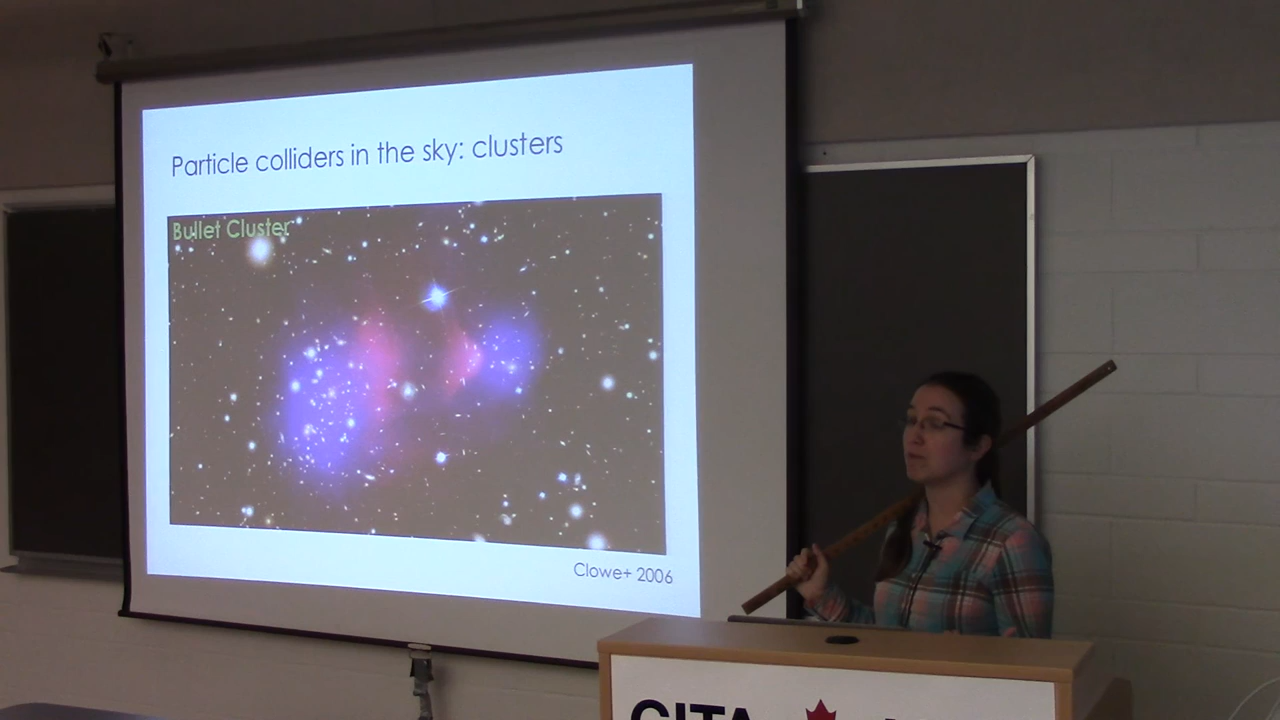 Particle colliders in the sky: clusters
Bullet Cluster
Clowe+ 2006
CITA